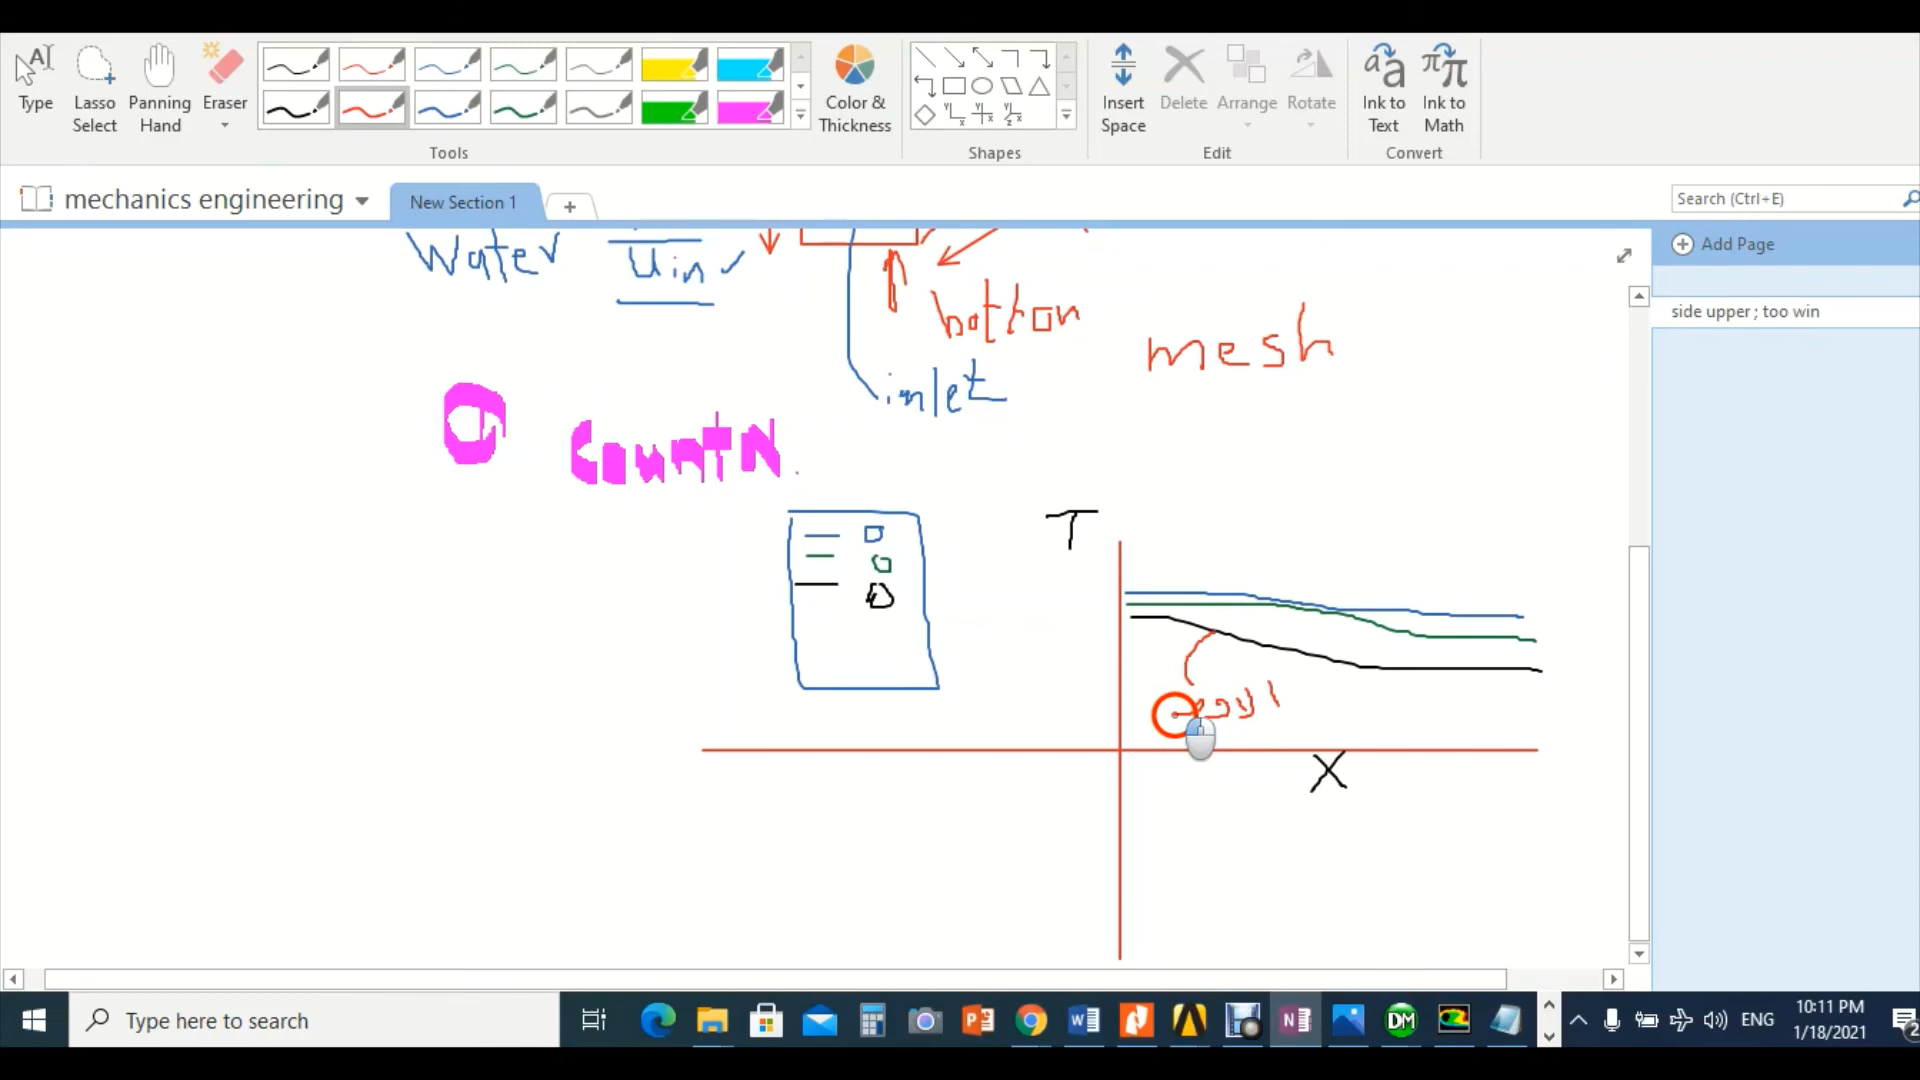 Type
Lasso Select
Panning Hand
Eraser
Color & Thickness
Insert Space
Delete
Arrange
Rotate
Ink to Text
Ink to Math
Tools
Shapes
Edit
Convert
mechanics engineering
New Section 1
Search (Ctrl+E)
Add Page
side upper ; too win
Water
Uin
botton
mesh
inlet
T
X
Type here to search
ENG
10:11 PM
1/18/2021
2